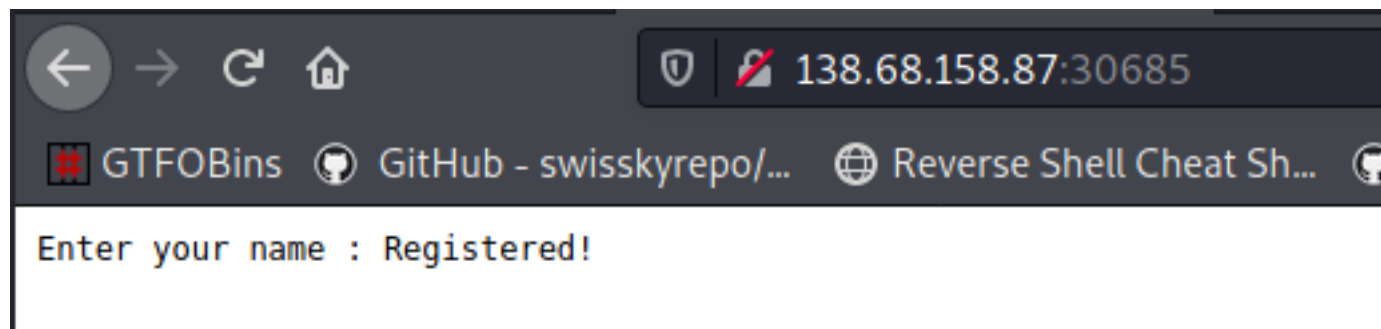 138.68.158.87:30685
GTFOBins GitHub - swisskyrepo/... Reverse Shell Cheat Sh...
Enter your name : Registered!